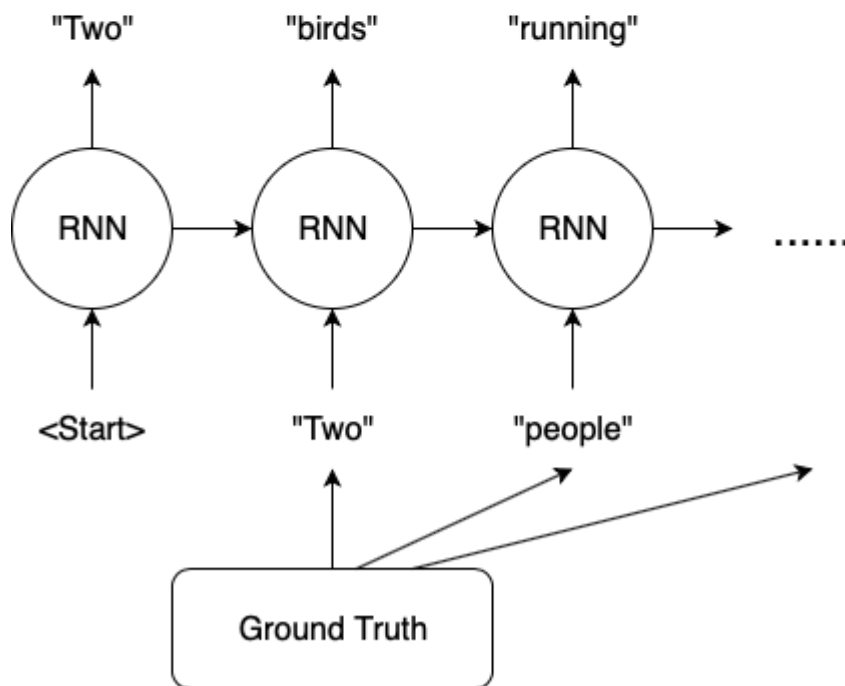 "Two" "birds" "running"
RNN RNN RNN ......
<Start> "Two" "people"
Ground Truth